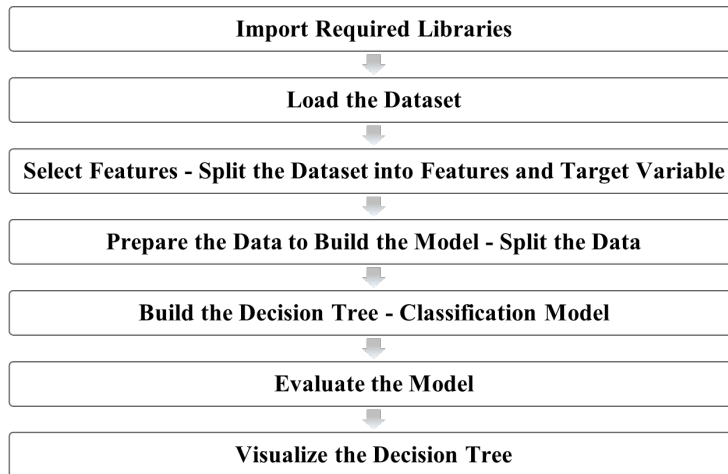 Import Required Libraries
Load the Dataset
Select Features - Split the Dataset into Features and Target Variable
Prepare the Data to Build the Model - Split the Data
Build the Decision Tree - Classification Model
Evaluate the Model
Visualize the Decision Tree